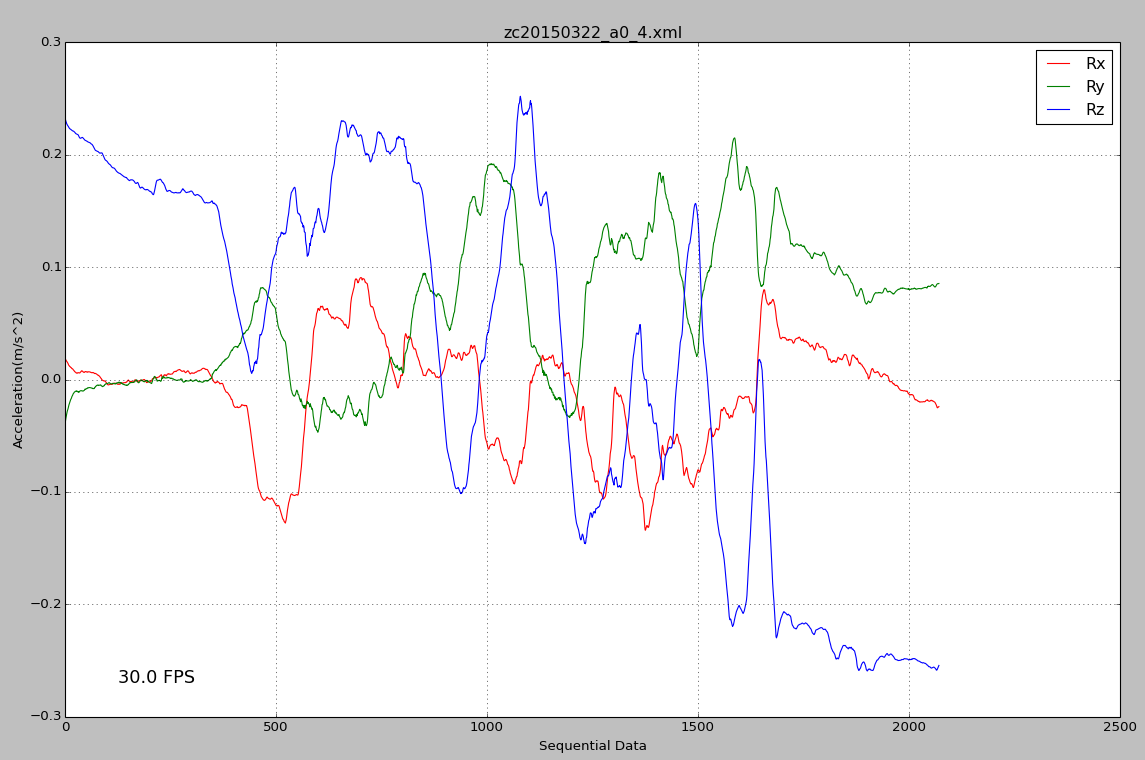 zc20150322_a0_4.xml
0.3
0.2
0.1
0.0
−0.1
−0.2
−0.3
Acceleration(m/s^2)
Rx
Ry
Rz
30.0 FPS
0 500 1000 1500 2000 2500
Sequential Data